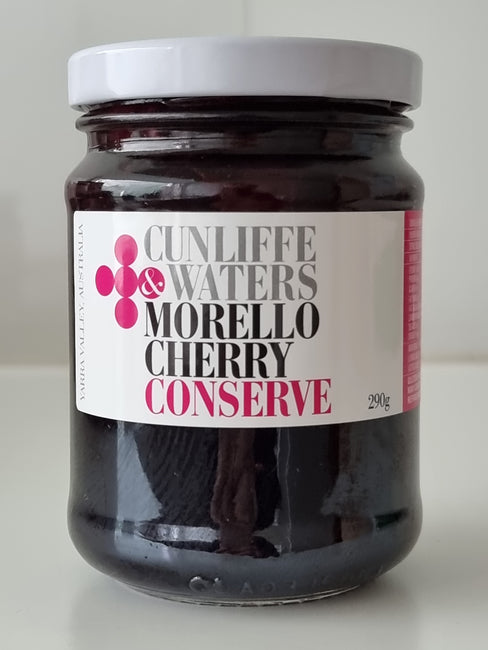 CUNLIFFE
& WATERS
MORELLO
CHERRY
CONSERVE
290g
YARRA VALLEY, AUSTRALIA